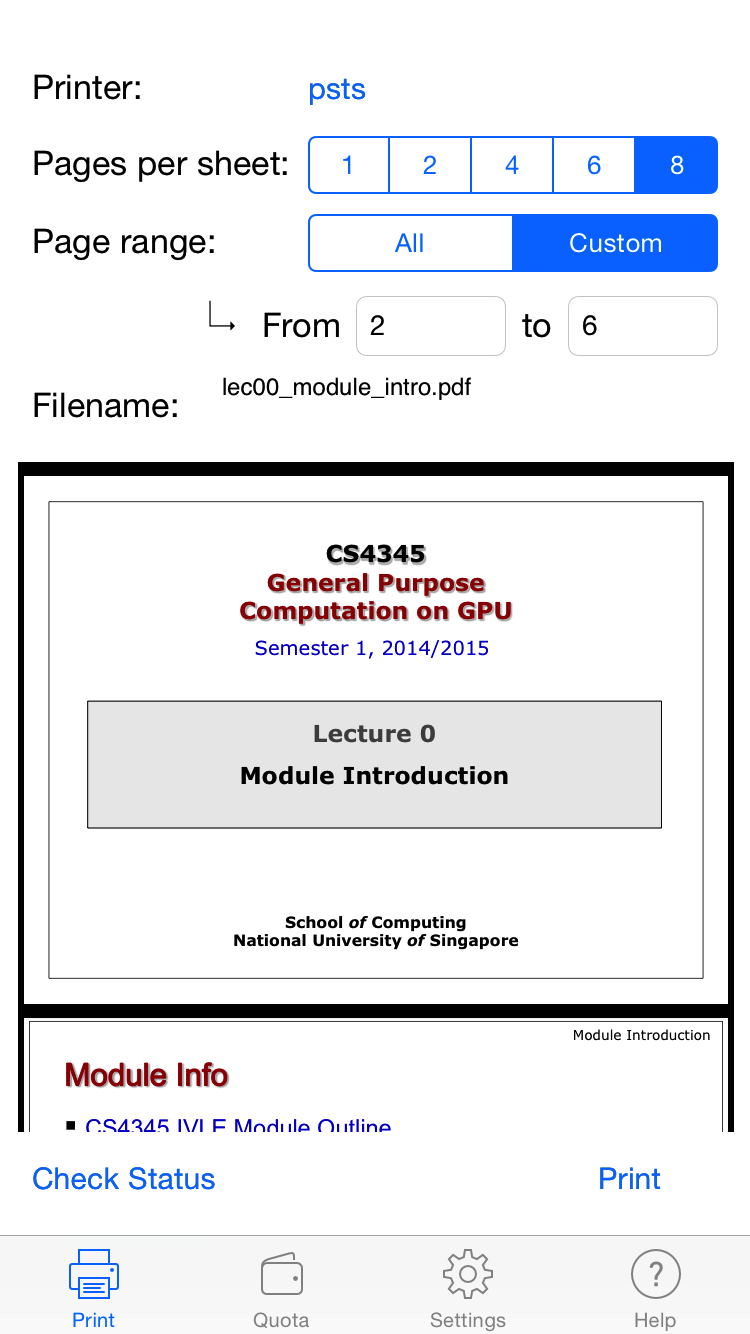 Printer: psts
Pages per sheet: 1 2 4 6 8
Page range: All Custom
From 2 to 6
Filename: lec00_module_intro.pdf
CS4345
General Purpose
Computation on GPU
Semester 1, 2014/2015
Lecture 0
Module Introduction
School of Computing
National University of Singapore
Module Introduction
Module Info
CS4345 IVLE Module Outline
Check Status Print
Print Quota Settings Help